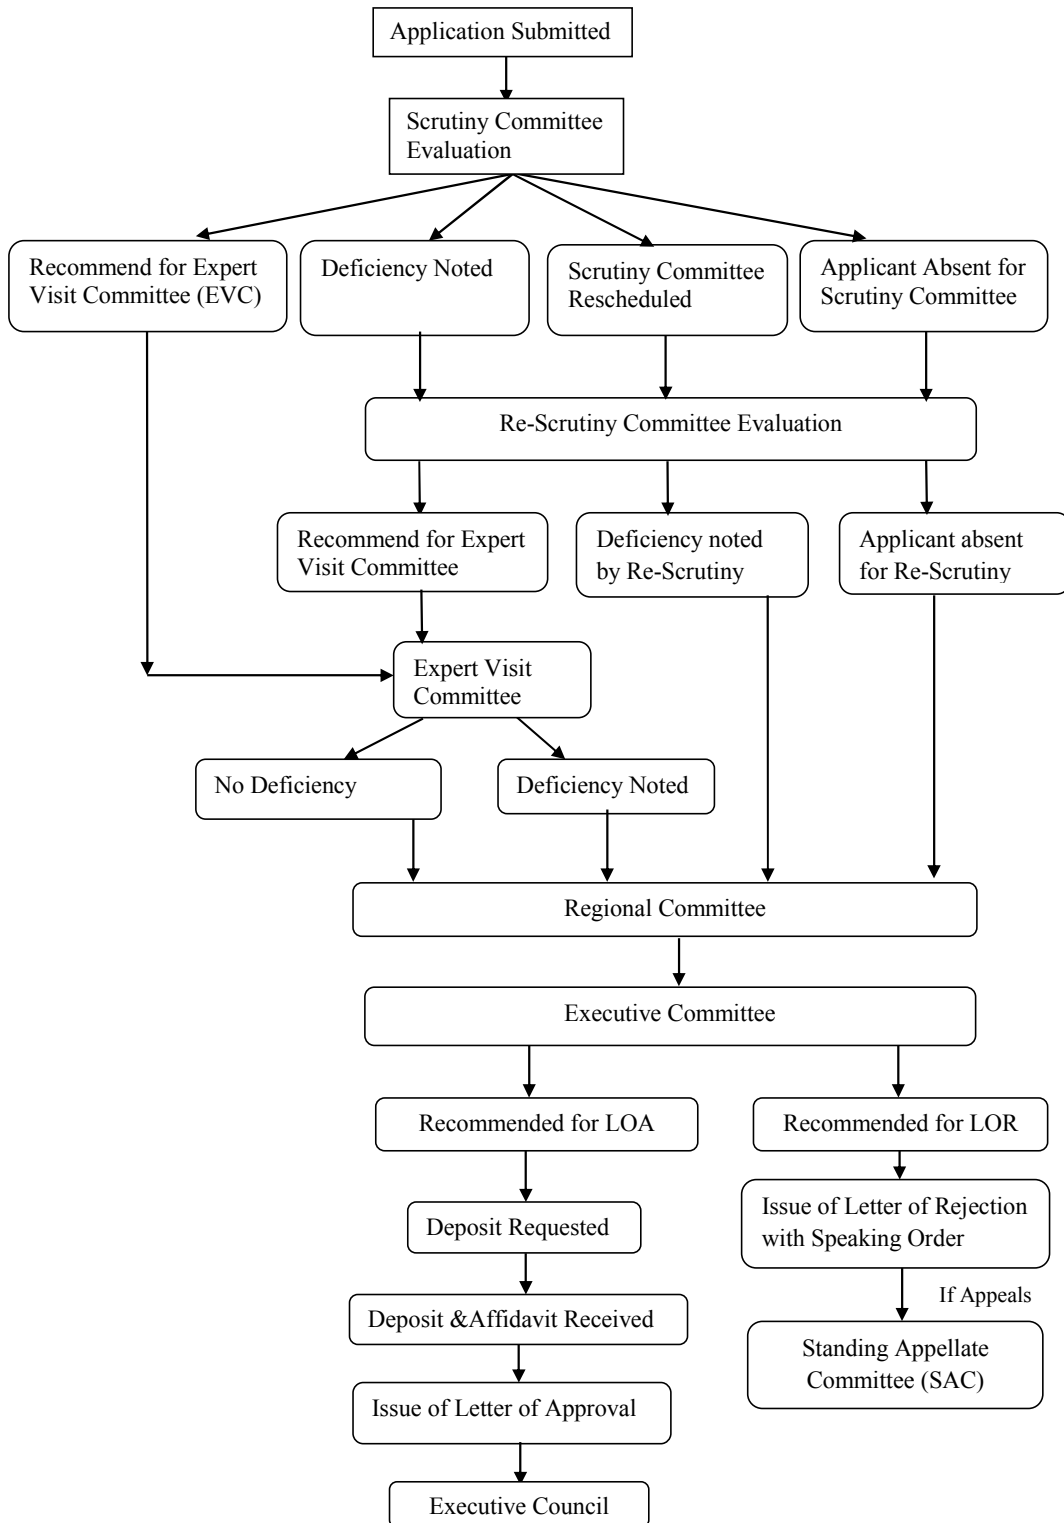 Application Submitted
Scrutiny Committee
Evaluation
Recommend for Expert
Visit Committee (EVC)
Deficiency Noted
Scrutiny Committee
Rescheduled
Applicant Absent for
Scrutiny Committee
Re-Scrutiny Committee Evaluation
Recommend for Expert
Visit Committee
Deficiency noted
by Re-Scrutiny
Applicant absent
for Re-Scrutiny
Expert Visit
Committee
No Deficiency
Deficiency Noted
Regional Committee
Executive Committee
Recommended for LOA
Recommended for LOR
Deposit Requested
Issue of Letter of Rejection
with Speaking Order
If Appeals
Deposit &Affidavit Received
Standing Appellate
Committee (SAC)
Issue of Letter of Approval
Executive Council